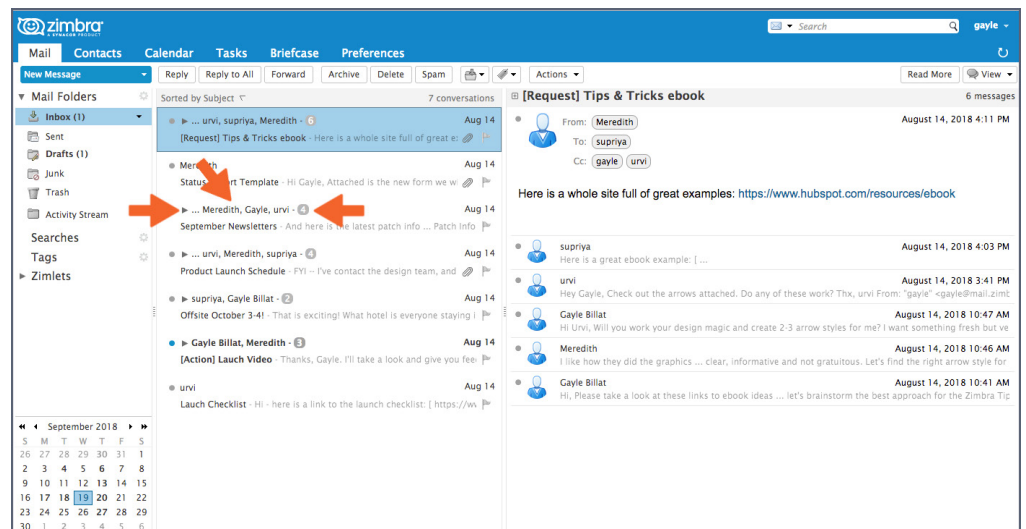 zimbra
A SYNACOR PRODUCT
Search
gayle
Mail Contacts Calendar Tasks Briefcase Preferences
New Message
Reply Reply to All Forward Archive Delete Spam Actions Read More View
Mail Folders
Inbox (1)
Sent
Drafts (1)
Junk
Trash
Activity Stream
Searches
Tags
Zimlets
September 2018
S M T W T F S
26 27 28 29 30 31 1
2 3 4 5 6 7 8
9 10 11 12 13 14 15
16 17 18 19 20 21 22
23 24 25 26 27 28 29
30 1 2 3 4 5 6
Sorted by Subject 7 conversations
... urvi, supriya, Meredith - 6 Aug 14
[Request] Tips & Tricks ebook - Here is a whole site full of great e:
Aug 14
Status Template - Hi Gayle, Attached is the new form we wi
... Meredith, Gayle, urvi - 4 Aug 14
September Newsletters - And here is the latest patch info ... Patch Info
... urvi, Meredith, supriya - 4 Aug 14
Product Launch Schedule - FYI -- I've contact the design team, and
supriya, Gayle Billat - 2 Aug 14
Offsite October 3-4! - That is exciting! What hotel is everyone staying i
Gayle Billat, Meredith - 3 Aug 14
[Action] Lauch Video - Thanks, Gayle. I'll take a look and give you fee
urvi Aug 14
Lauch Checklist - Hi - here is a link to the launch checklist: [ https://w
[Request] Tips & Tricks ebook 6 messages
From: Meredith August 14, 2018 4:11 PM
To: supriya
Cc: gayle urvi
Here is a whole site full of great examples: https://www.hubspot.com/resources/ebook
supriya August 14, 2018 4:03 PM
Here is a great ebook example: [ ...
urvi August 14, 2018 3:41 PM
Hey Gayle, Check out the arrows attached. Do any of these work? Thx, urvi From: "gayle" <gayle@mail.zimb
Gayle Billat August 14, 2018 10:47 AM
Hi Urvi, Will you work your design magic and create 2-3 arrow styles for me? I want something fresh but ve
Meredith August 14, 2018 10:46 AM
I like how they did the graphics ... clear, informative and not gratuitous. Let's find the right arrow style for
Gayle Billat August 14, 2018 10:41 AM
Hi, Please take a look at these links to ebook ideas ... let's brainstorm the best approach for the Zimbra Tip